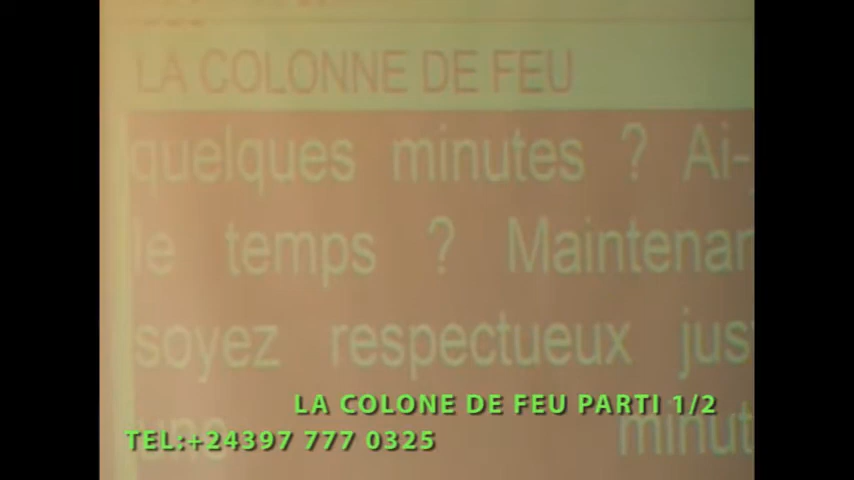 LA COLONNE DE FEU
quelques minutes ? Ai-
le temps ? Maintenan
soyez respectueux jus
une minut
LA COLONE DE FEU PARTI 1/2
TEL:+24397 777 0325